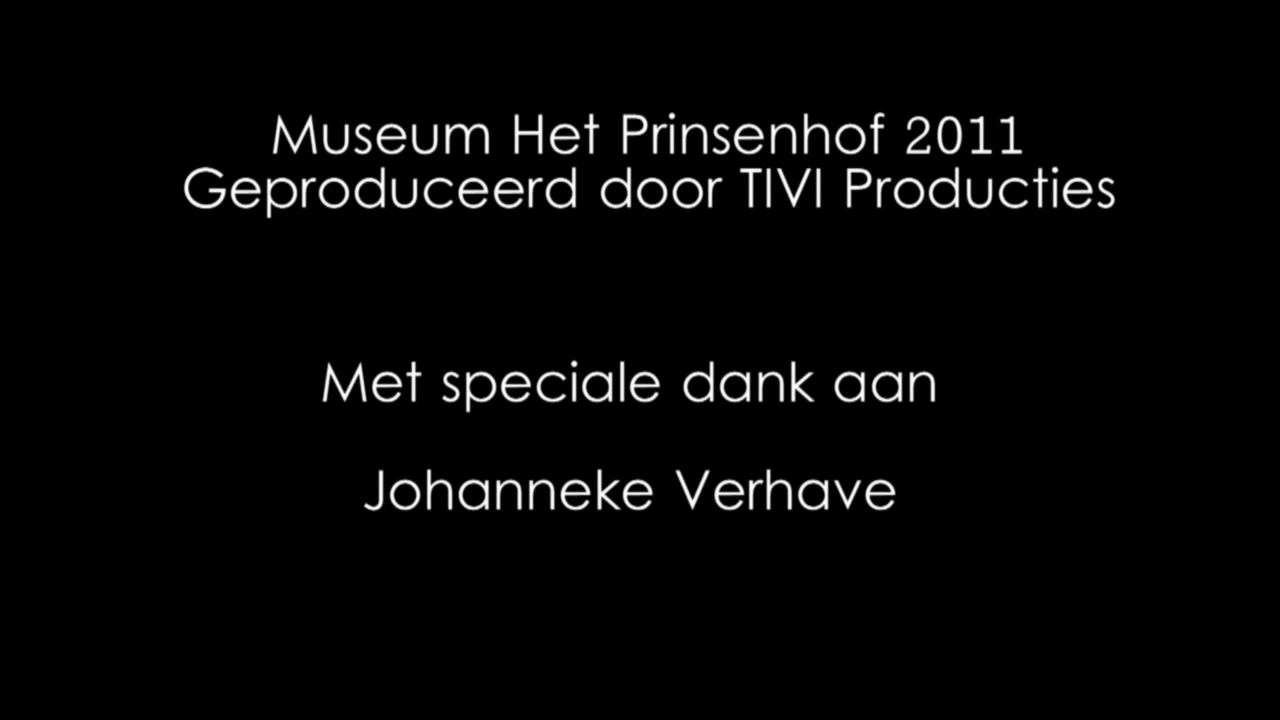 Museum Het Prinsenhof 2011
Geproduceerd door TIVI Producties
Met speciale dank aan
Johanneke Verhave